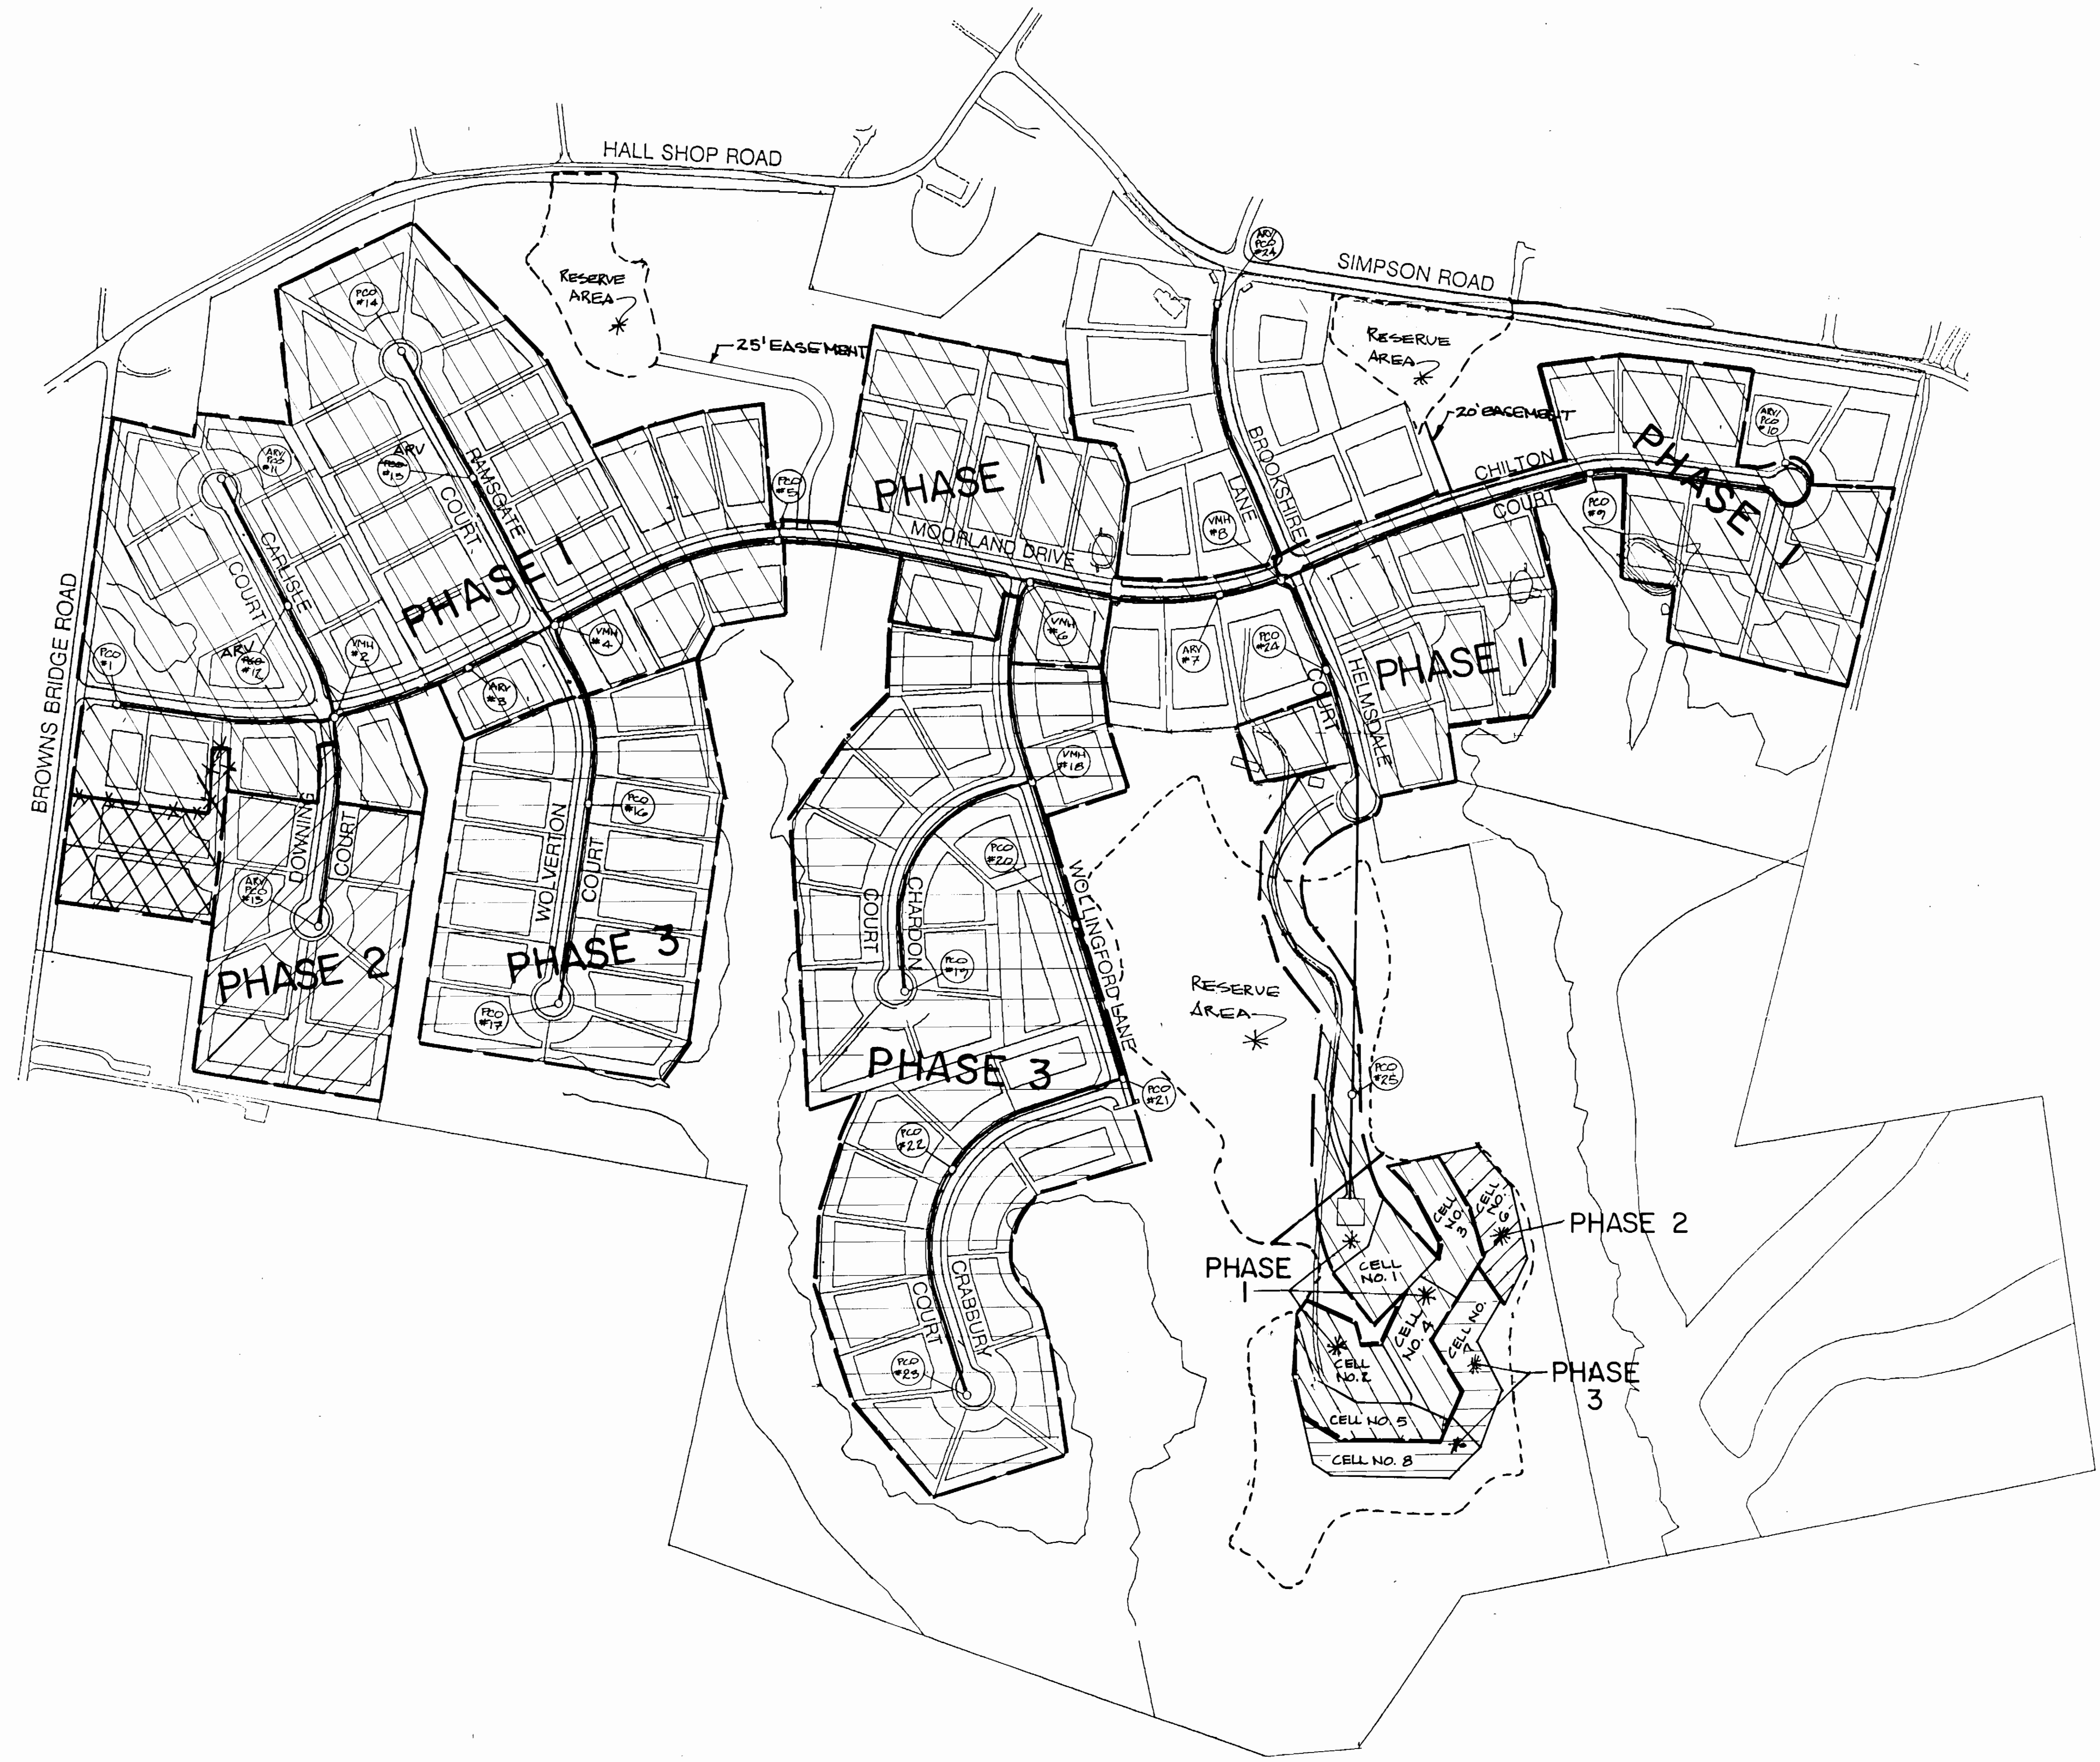 HALL SHOP ROAD
SIMPSON ROAD
BROWNS BRIDGE ROAD
RESERVE
AREA
25' EASEMENT
RESERVE
AREA
20' EASEMENT
ARV/
PCO
#24
PCO
#14
ARV/
PCO
#11
ARV
PCO
#13
RAMSGATE
COURT
CARLISLE
COURT
PHASE 1
PCO
#5
PHASE 1
MOORLAND DRIVE
BROOKSHIRE
LANE
VMH
#8
CHILTON
COURT
PCO
#9
PHASE 1
ARV/
PCO
#10
PCO
#1
ARV
PCO
#12
VMH
#2
ARV
#3
VMH
#4
VMH
#6
ARV
#7
PCO
#24
HELMSDALE
COURT
PHASE 1
VMH
#18
DOWNING
COURT
ARV/
PCO
#15
PHASE 2
WOLVERTON
COURT
PCO
#16
PHASE 3
PCO
#17
CHARDON
COURT
PCO
#20
PCO
#19
WOLLINGFORD LANE
PHASE 3
PCO
#21
PCO
#22
CRABBURY
COURT
PCO
#23
RESERVE
AREA
PCO
#25
CELL
NO.
3
CELL
NO.
6
PHASE 2
PHASE
1
CELL
NO. 1
CELL
NO. 4
CELL NO.
7
CELL
NO. 2
PHASE
3
CELL NO. 5
CELL NO. 8